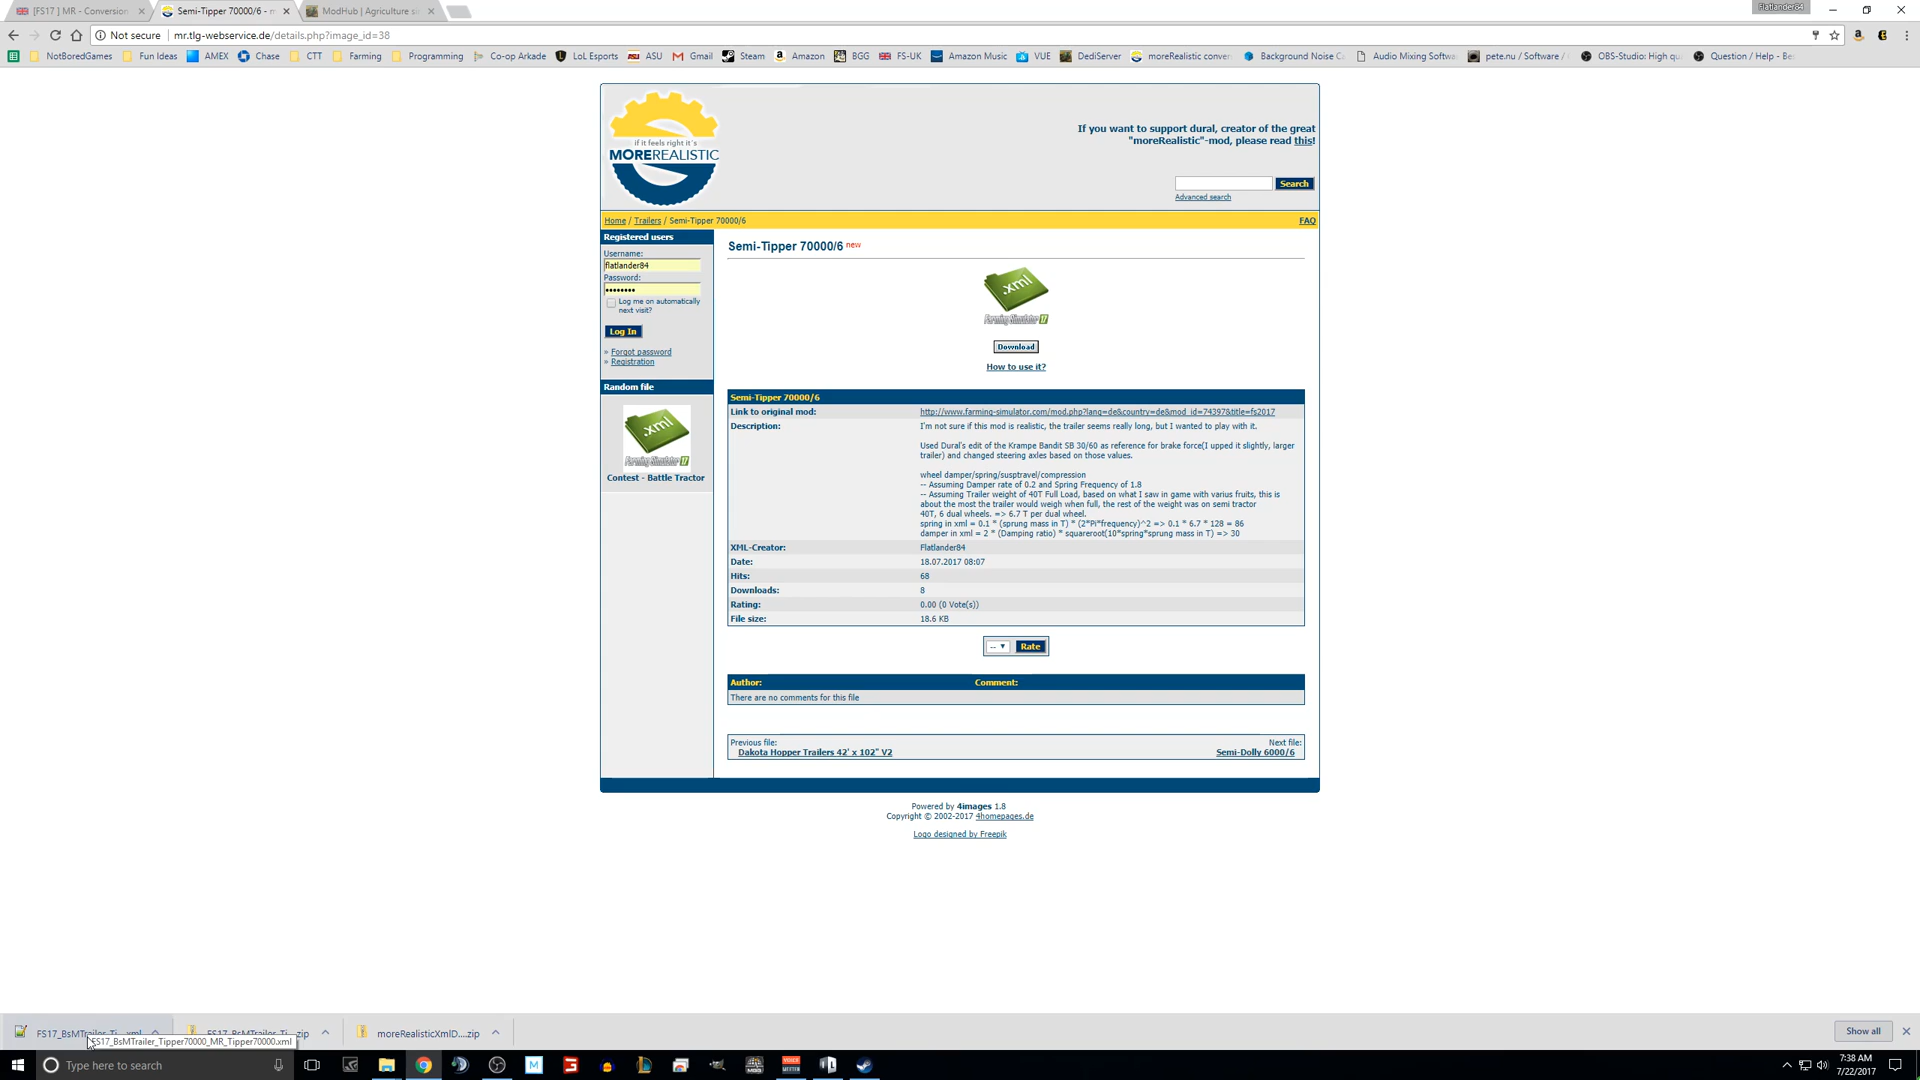 [FS17 ] MR - Conversion
Semi-Tipper 70000/6 - m
ModHub | Agriculture si
Flatlander84
Not secure
mr.tlg-webservice.de/details.php?image_id=38
NotBoredGames
Fun Ideas
AMEX
Chase
CTT
Farming
Programming
Co-op Arkade
LoL Esports
ASU
Gmail
Steam
Amazon
BGG
FS-UK
Amazon Music
VUE
DediServer
moreRealistic conver
Background Noise C
Audio Mixing Softwa
pete.nu / Software /
OBS-Studio: High qu
Question / Help - Be
if it feels right it's
MOREREALISTIC
If you want to support dural, creator of the great
"moreRealistic"-mod, please read this!
Search
Advanced search
Home / Trailers / Semi-Tipper 70000/6
FAQ
Registered users
Username:
flatlander84
Password:
••••••••
Log me on automatically
next visit?
Log In
» Forgot password
» Registration
Random file
.xml
Farming Simulator 17
Contest - Battle Tractor
Semi-Tipper 70000/6 new
.xml
Farming Simulator 17
Download
How to use it?
Semi-Tipper 70000/6
Link to original mod:
http://www.farming-simulator.com/mod.php?lang=de&country=de&mod_id=74397&title=fs2017
Description:
I'm not sure if this mod is realistic, the trailer seems really long, but I wanted to play with it.
Used Dural's edit of the Krampe Bandit SB 30/60 as reference for brake force(I upped it slightly, larger
trailer) and changed steering axles based on those values.
wheel damper/spring/susptravel/compression
-- Assuming Damper rate of 0.2 and Spring Frequency of 1.8
-- Assuming Trailer weight of 40T Full Load, based on what I saw in game with varius fruits, this is
about the most the trailer would weigh when full, the rest of the weight was on semi tractor
40T, 6 dual wheels. => 6.7 T per dual wheel.
spring in xml = 0.1 * (sprung mass in T) * (2*Pi*frequency)^2 => 0.1 * 6.7 * 128 = 86
damper in xml = 2 * (Damping ratio) * squareroot(10*spring*sprung mass in T) => 30
XML-Creator:
Flatlander84
Date:
18.07.2017 08:07
Hits:
68
Downloads:
8
Rating:
0.00 (0 Vote(s))
File size:
18.6 KB
--
Rate
Author:
Comment:
There are no comments for this file
Previous file:
Dakota Hopper Trailers 42' x 102" V2
Next file:
Semi-Dolly 6000/6
Powered by 4images 1.8
Copyright © 2002-2017 4homepages.de
Logo designed by Freepik
FS17_BsMTrailer_Ti....xml
FS17_BsMTrailer_Ti....zip
moreRealisticXmlD....zip
Show all
FS17_BsMTrailer_Tipper70000_MR_Tipper70000.xml
Type here to search
7:38 AM
7/22/2017